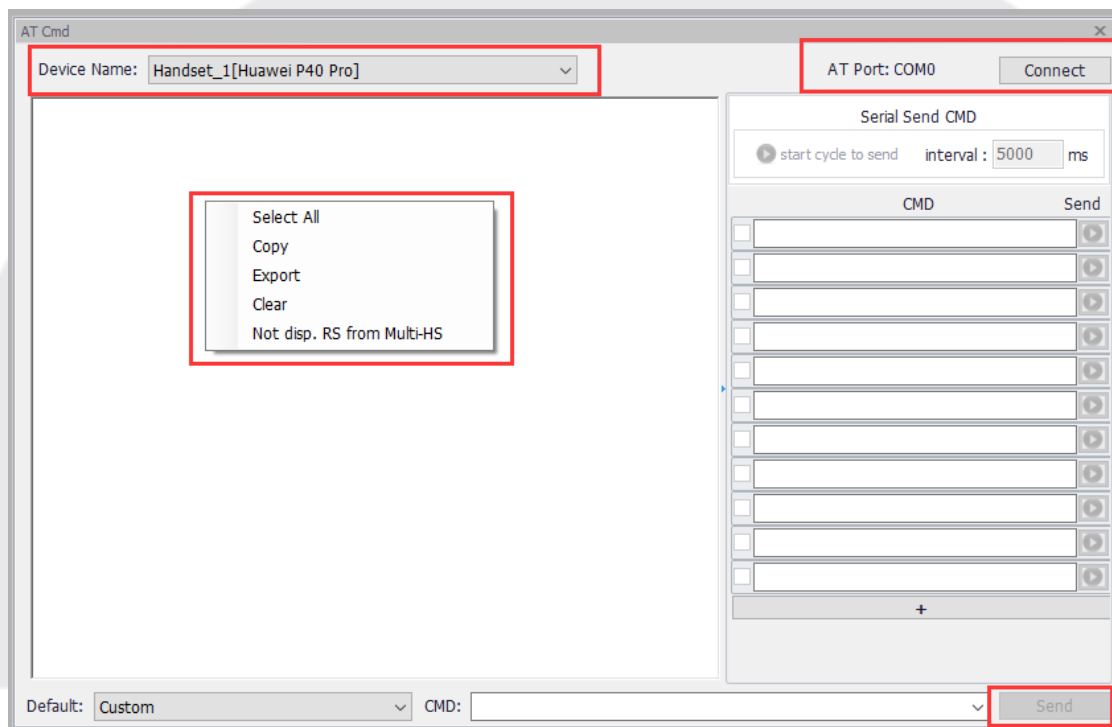 AT Cmd
Device Name: Handset_1[Huawei P40 Pro]
AT Port: COM0 Connect
Serial Send CMD
start cycle to send interval : 5000 ms
CMD Send
Select All
Copy
Export
Clear
Not disp. RS from Multi-HS
+
Default: Custom CMD: Send